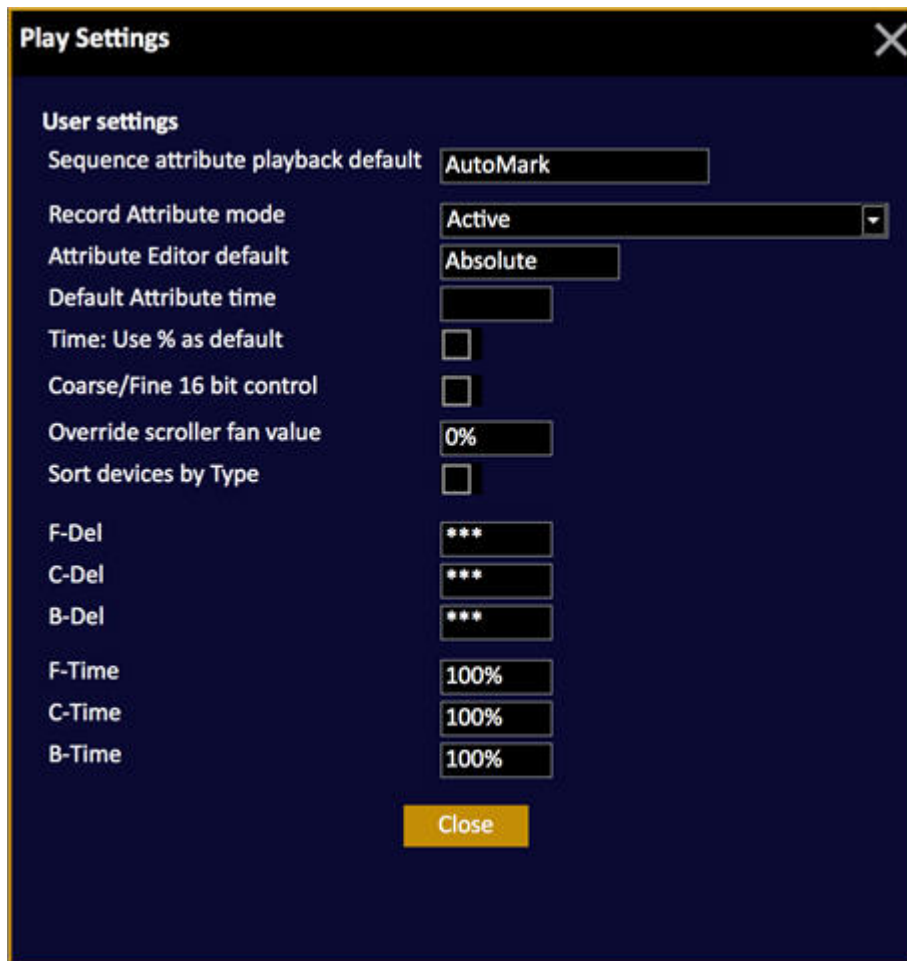 Play Settings
User settings
Sequence attribute playback default AutoMark
Record Attribute mode Active
Attribute Editor default Absolute
Default Attribute time
Time: Use % as default
Coarse/Fine 16 bit control
Override scroller fan value 0%
Sort devices by Type
F-Del ***
C-Del ***
B-Del ***
F-Time 100%
C-Time 100%
B-Time 100%
Close